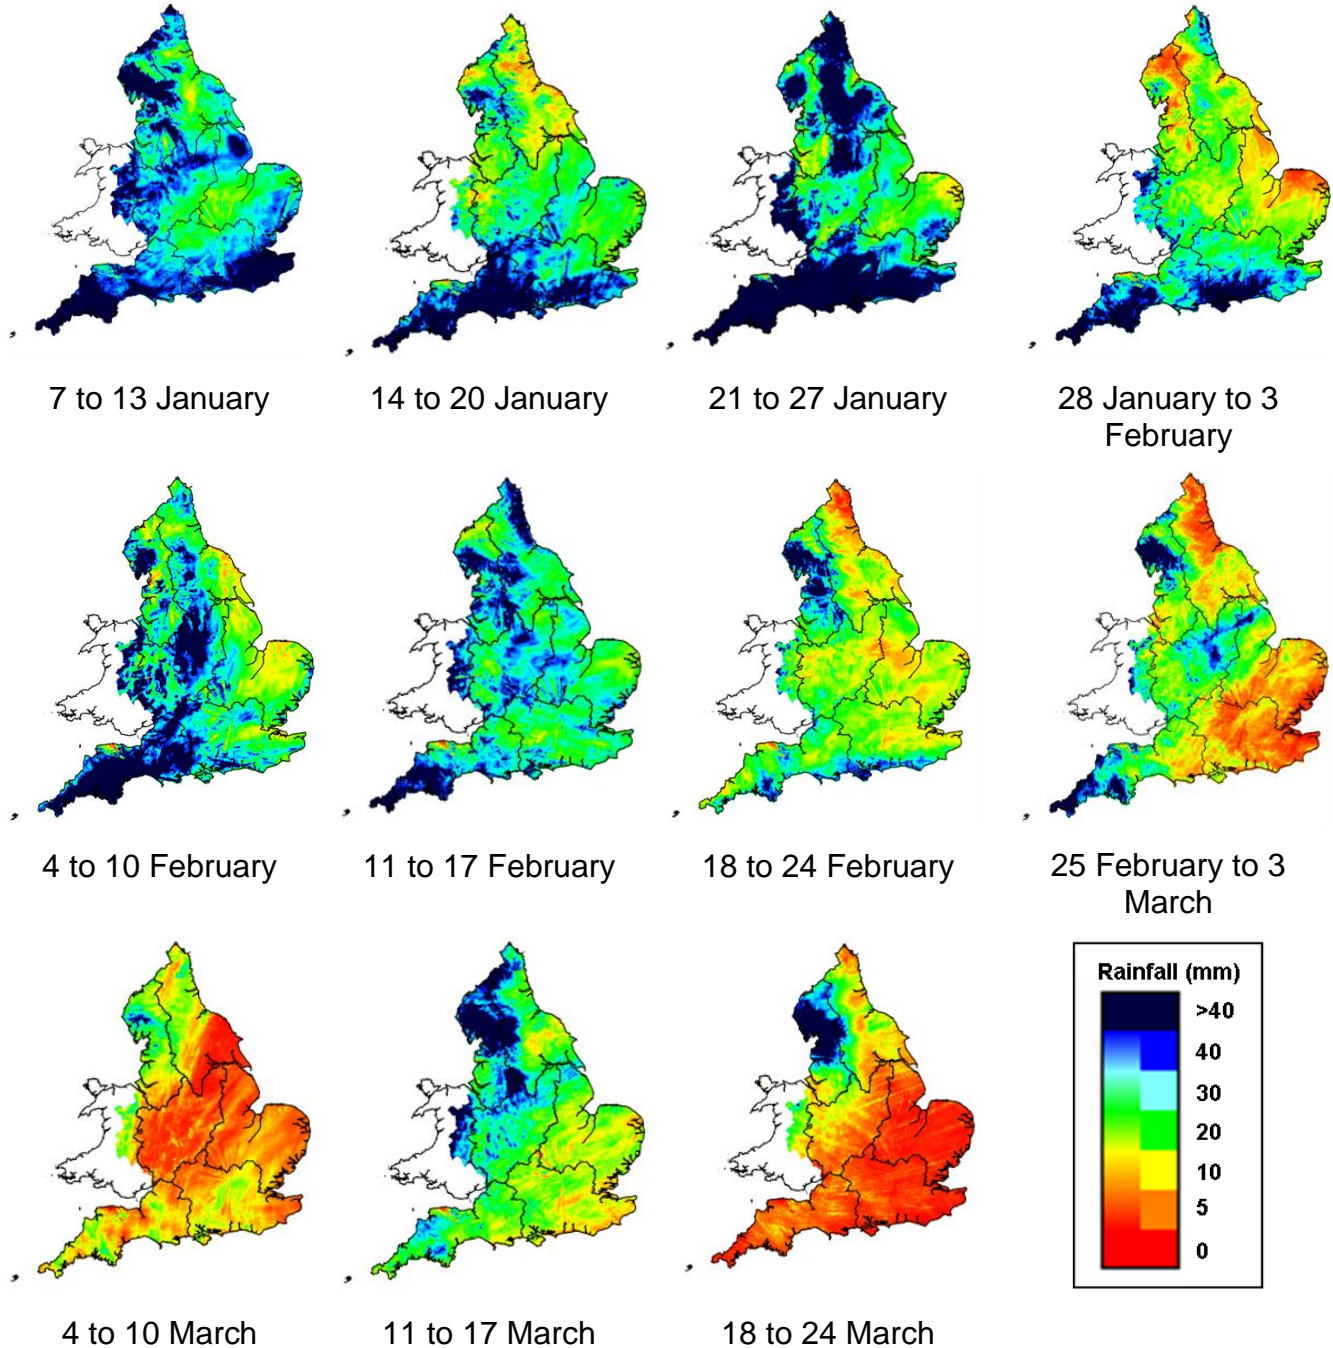 7 to 13 January
14 to 20 January
21 to 27 January
28 January to 3
February
4 to 10 February
11 to 17 February
18 to 24 February
25 February to 3
March
Rainfall (mm)
>40
40
30
20
10
5
0
4 to 10 March
11 to 17 March
18 to 24 March